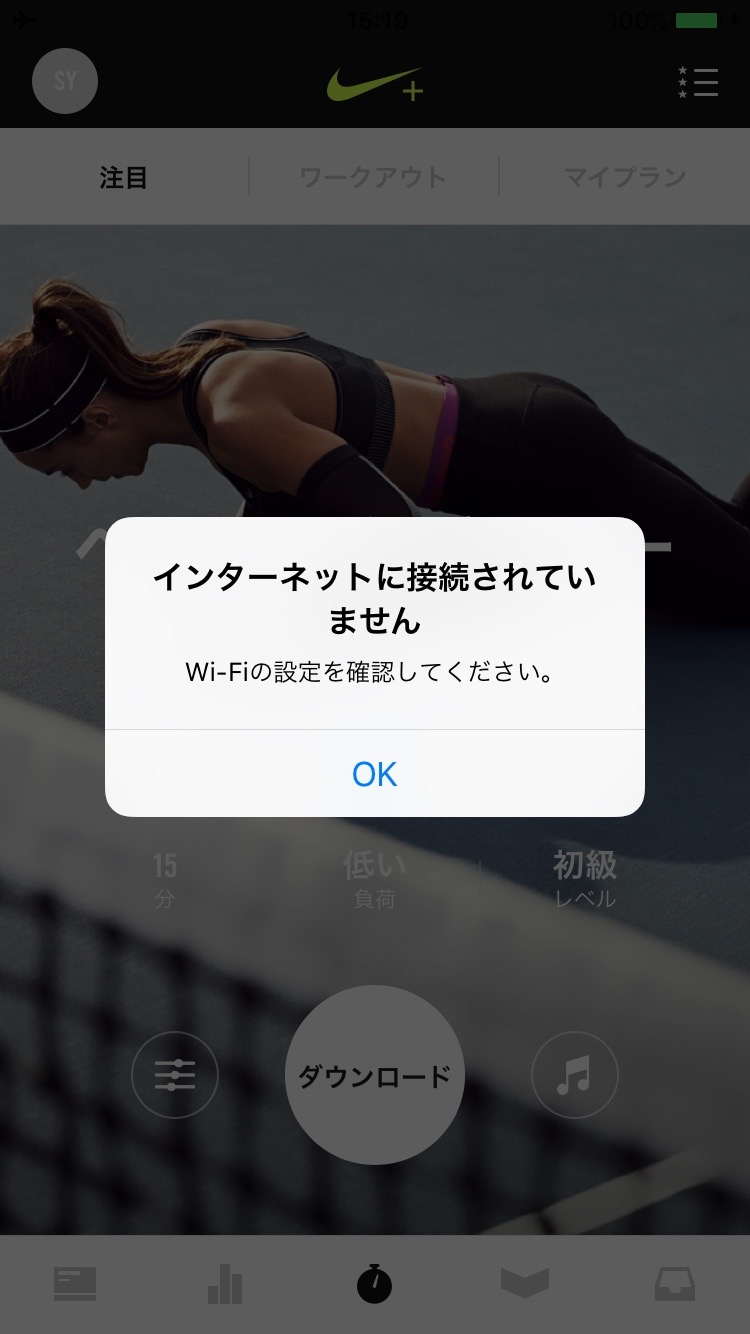 15:19
100%
SY
注目
ワークアウト
マイプラン
インターネットに接続されてい
ません
Wi-Fiの設定を確認してください。
OK
15
分
低い
負荷
初級
レベル
ダウンロード